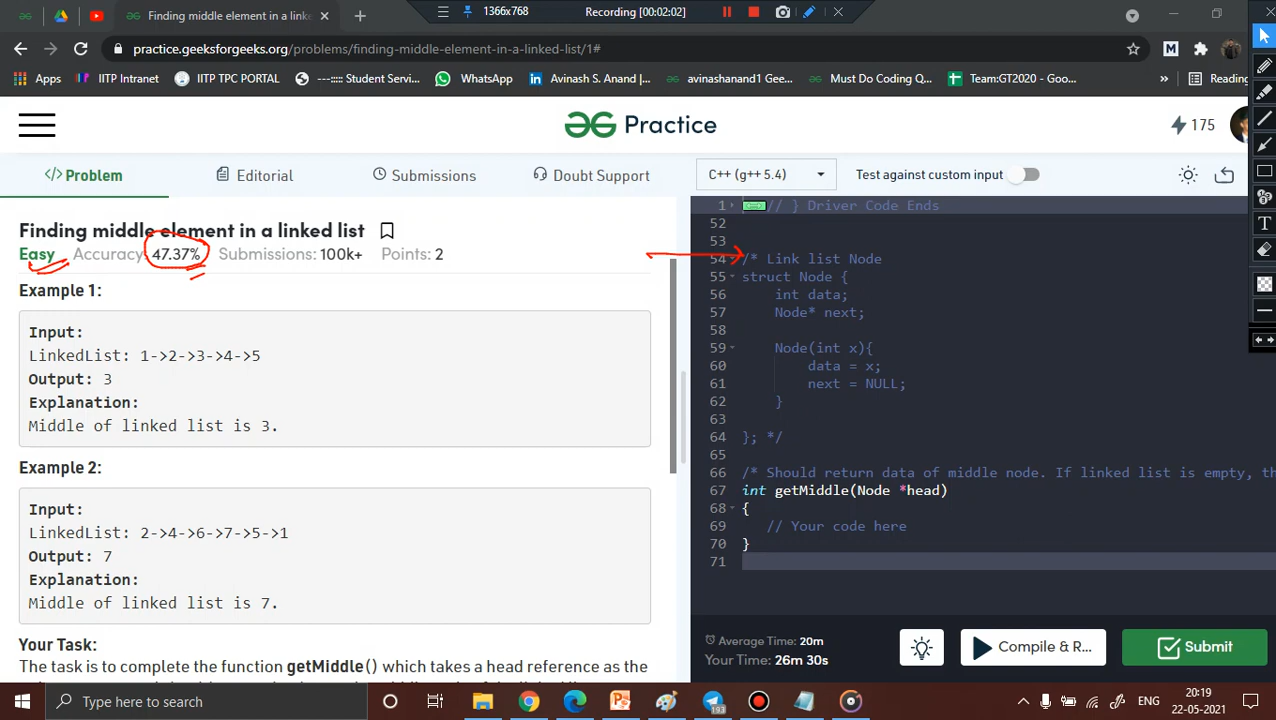 Finding middle element in a linke
1366x768
Recording [00:02:02]
practice.geeksforgeeks.org/problems/finding-middle-element-in-a-linked-list/1#
Apps
IITP Intranet
IITP TPC PORTAL
---::::: Student Servi...
WhatsApp
Avinash S. Anand |...
avinashanand1 Gee...
Must Do Coding Q...
Team:GT2020 - Goo...
»
Reading
Practice
175
</> Problem
Editorial
Submissions
Doubt Support
C++ (g++ 5.4)
Test against custom input
Finding middle element in a linked list
Easy Accuracy: 47.37% Submissions: 100k+ Points: 2
Example 1:
Input:
LinkedList: 1->2->3->4->5
Output: 3
Explanation:
Middle of linked list is 3.
Example 2:
Input:
LinkedList: 2->4->6->7->5->1
Output: 7
Explanation:
Middle of linked list is 7.
Your Task:
The task is to complete the function getMiddle() which takes a head reference as the
1 // } Driver Code Ends
52
53
54 /* Link list Node
55 struct Node {
56 int data;
57 Node* next;
58
59 Node(int x){
60 data = x;
61 next = NULL;
62 }
63
64 }; */
65
66 /* Should return data of middle node. If linked list is empty, th
67 int getMiddle(Node *head)
68 {
69 // Your code here
70 }
71
Average Time: 20m
Your Time: 26m 30s
Compile & R...
Submit
Type here to search
193
ENG
20:19
22-05-2021